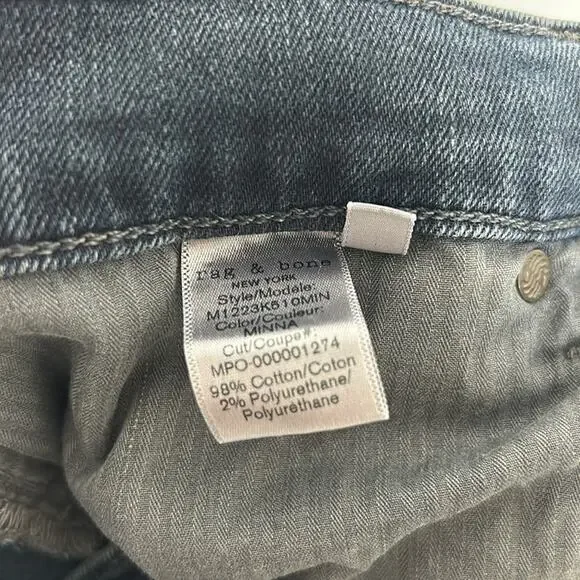 rag & bone
NEW YORK
Style/Modèle:
M1223K510MIN
Color/Couleur:
MINNA
Cut/Coupe#:
MPO-000001274
98% Cotton/Coton
2% Polyurethane/
Polyuréthane